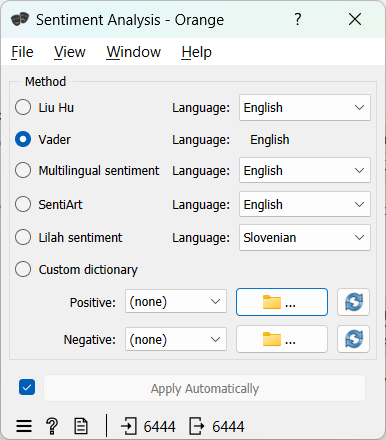 Sentiment Analysis - Orange ?
File View Window Help
Method
Liu Hu Language: English
Vader Language: English
Multilingual sentiment Language: English
SentiArt Language: English
Lilah sentiment Language: Slovenian
Custom dictionary
Positive: (none) ...
Negative: (none) ...
Apply Automatically
? 6444 6444